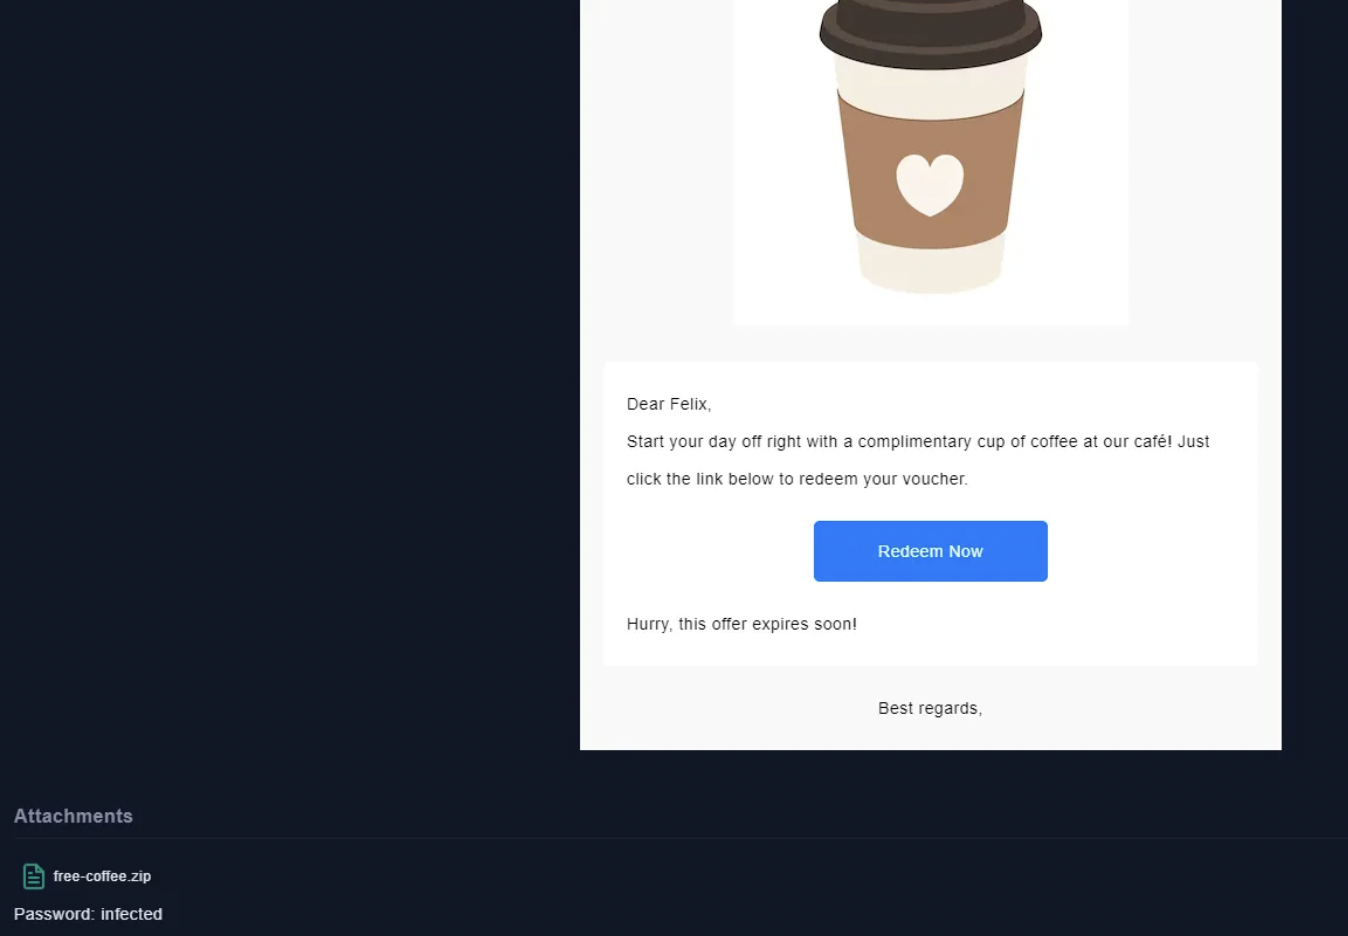 Dear Felix,
Start your day off right with a complimentary cup of coffee at our café! Just
click the link below to redeem your voucher.
Redeem Now
Hurry, this offer expires soon!
Best regards,
Attachments
free-coffee.zip
Password: infected